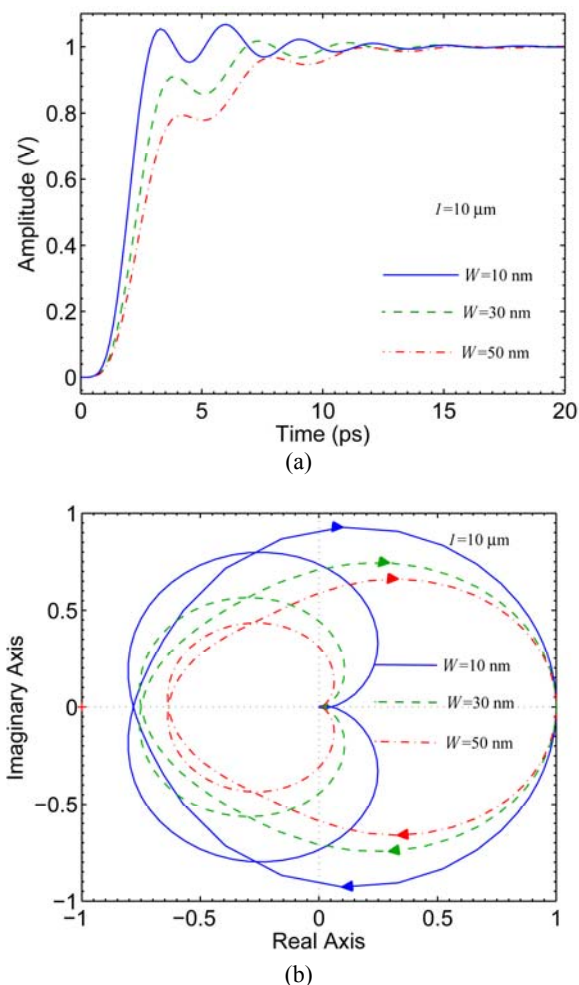 1
0.8
0.6
0.4
0.2
0
Amplitude (V)
l=10 μm
W=10 nm
W=30 nm
W=50 nm
0 5 10 15 20
Time (ps)
(a)
1
0.5
0
−0.5
−1
Imaginary Axis
l=10 μm
W=10 nm
W=30 nm
W=50 nm
−1 −0.5 0 0.5 1
Real Axis
(b)